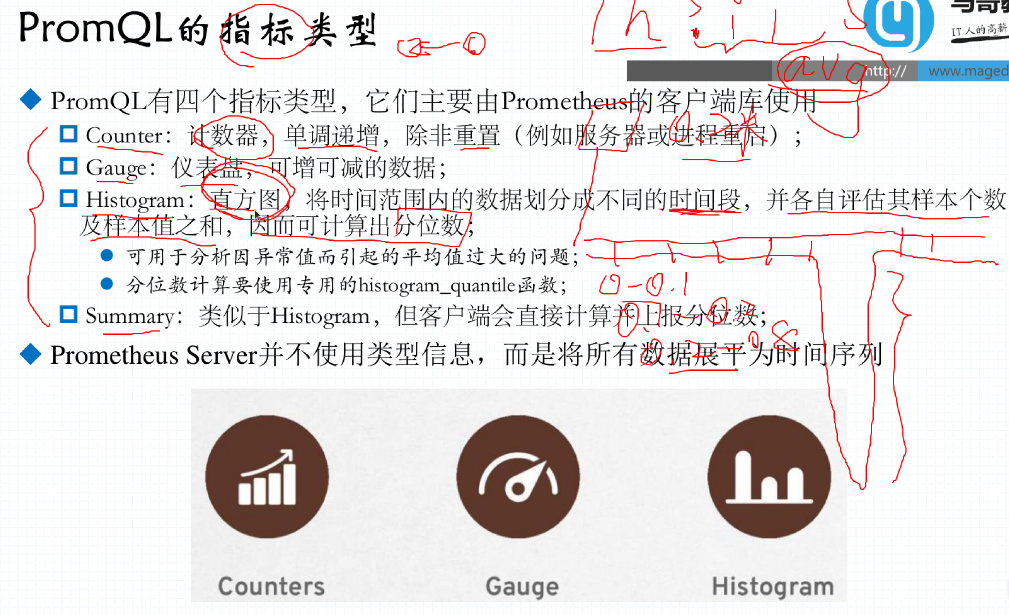 PromQL的指标类型
马哥教
IT人的高薪
http://
www.maged
avg
PromQL有四个指标类型，它们主要由Prometheus的客户端库使用
Counter：计数器，单调递增，除非重置（例如服务器或进程重启）；
Gauge：仪表盘，可增可减的数据；
Histogram：直方图，将时间范围内的数据划分成不同的时间段，并各自评估其样本个数
及样本值之和，因而可计算出分位数；
可用于分析因异常值而引起的平均值过大的问题；
分位数计算要使用专用的histogram_quantile函数；
0-0.1
Summary：类似于Histogram，但客户端会直接计算并上报分位数；
Prometheus Server并不使用类型信息，而是将所有数据展平为时间序列
Counters
Gauge
Histogram